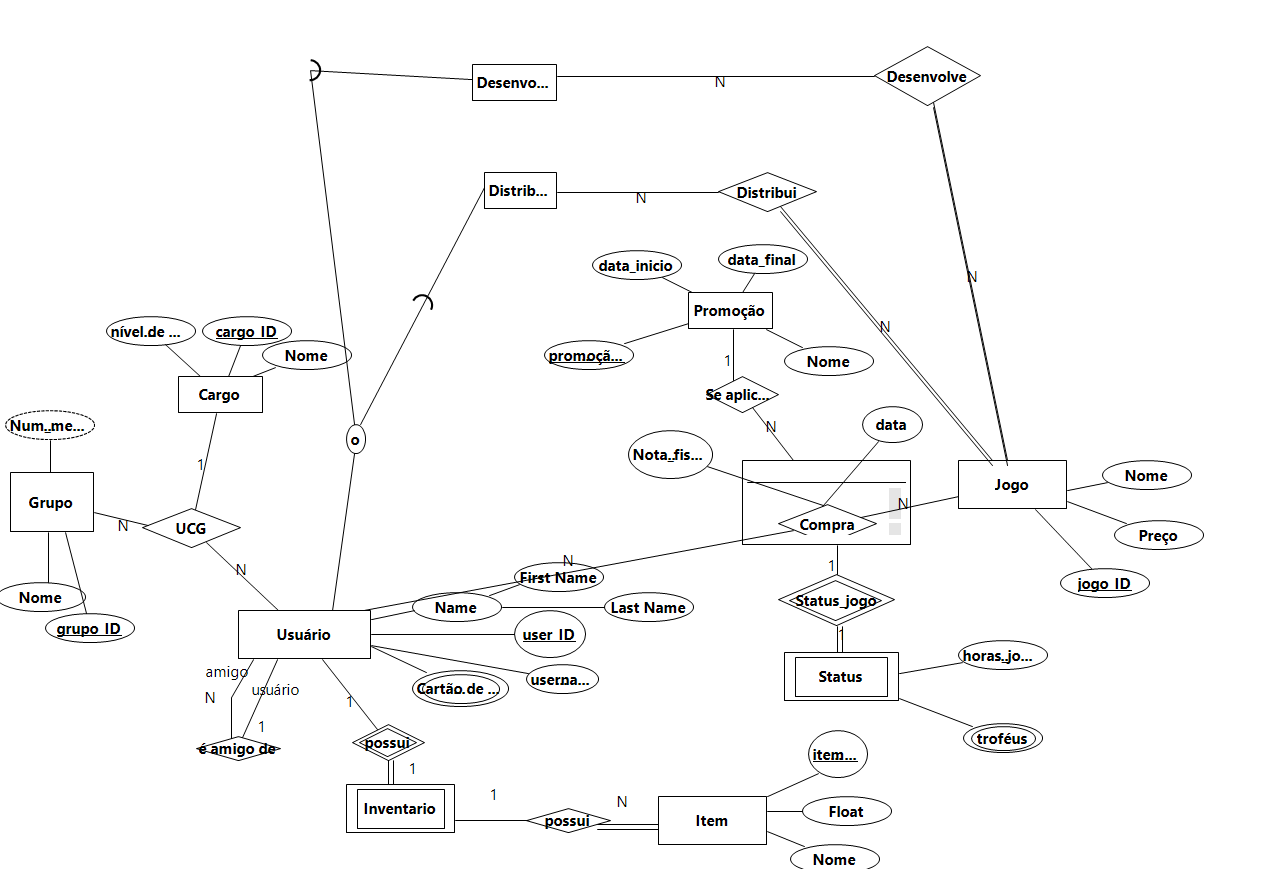 Desenvo...
N
Desenvolve
Distrib...
N
Distribui
data_inicio
data_final
N
Promoção
N
nível.de ...
cargo_ID
Nome
promoçã...
Nome
1
Cargo
Se aplic...
Num_me...
o
N
data
1
Nota_fis...
Grupo
Jogo
Nome
N
N
UCG
Compra
Preço
N
N
1
First Name
jogo_ID
Nome
Name
Last Name
Status_jogo
grupo_ID
Usuário
user_ID
1
horas_jo...
amigo
userna...
Status
usuário
Cartão.de ...
N
1
1
troféus
é amigo de
possui
item...
1
1
N
Inventario
possui
Item
Float
Nome